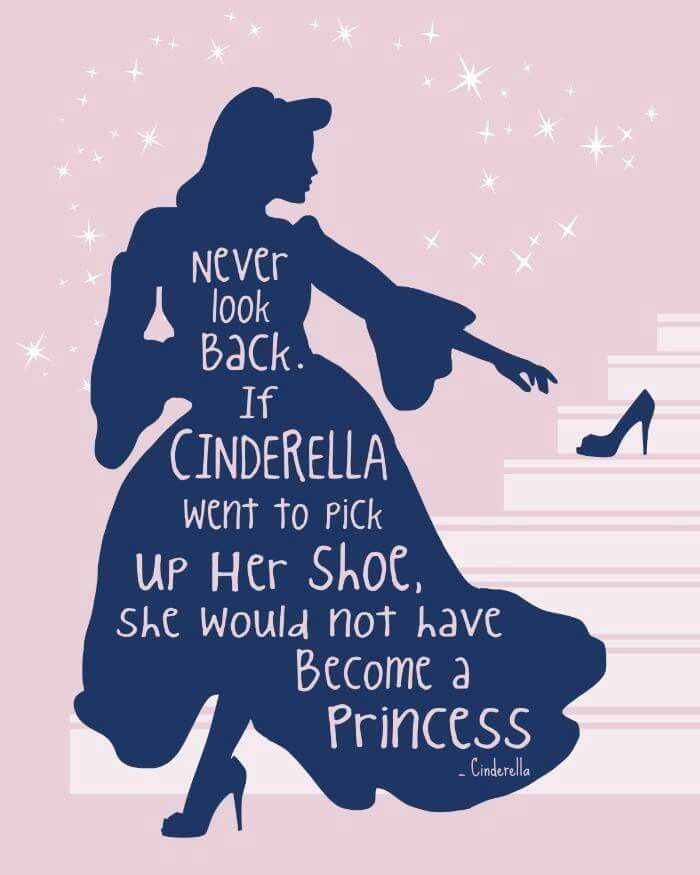 Never
look
Back.
If
CINDERELLA
went to pick
up Her Shoe,
She would not have
Become a
Princess
_ Cinderella